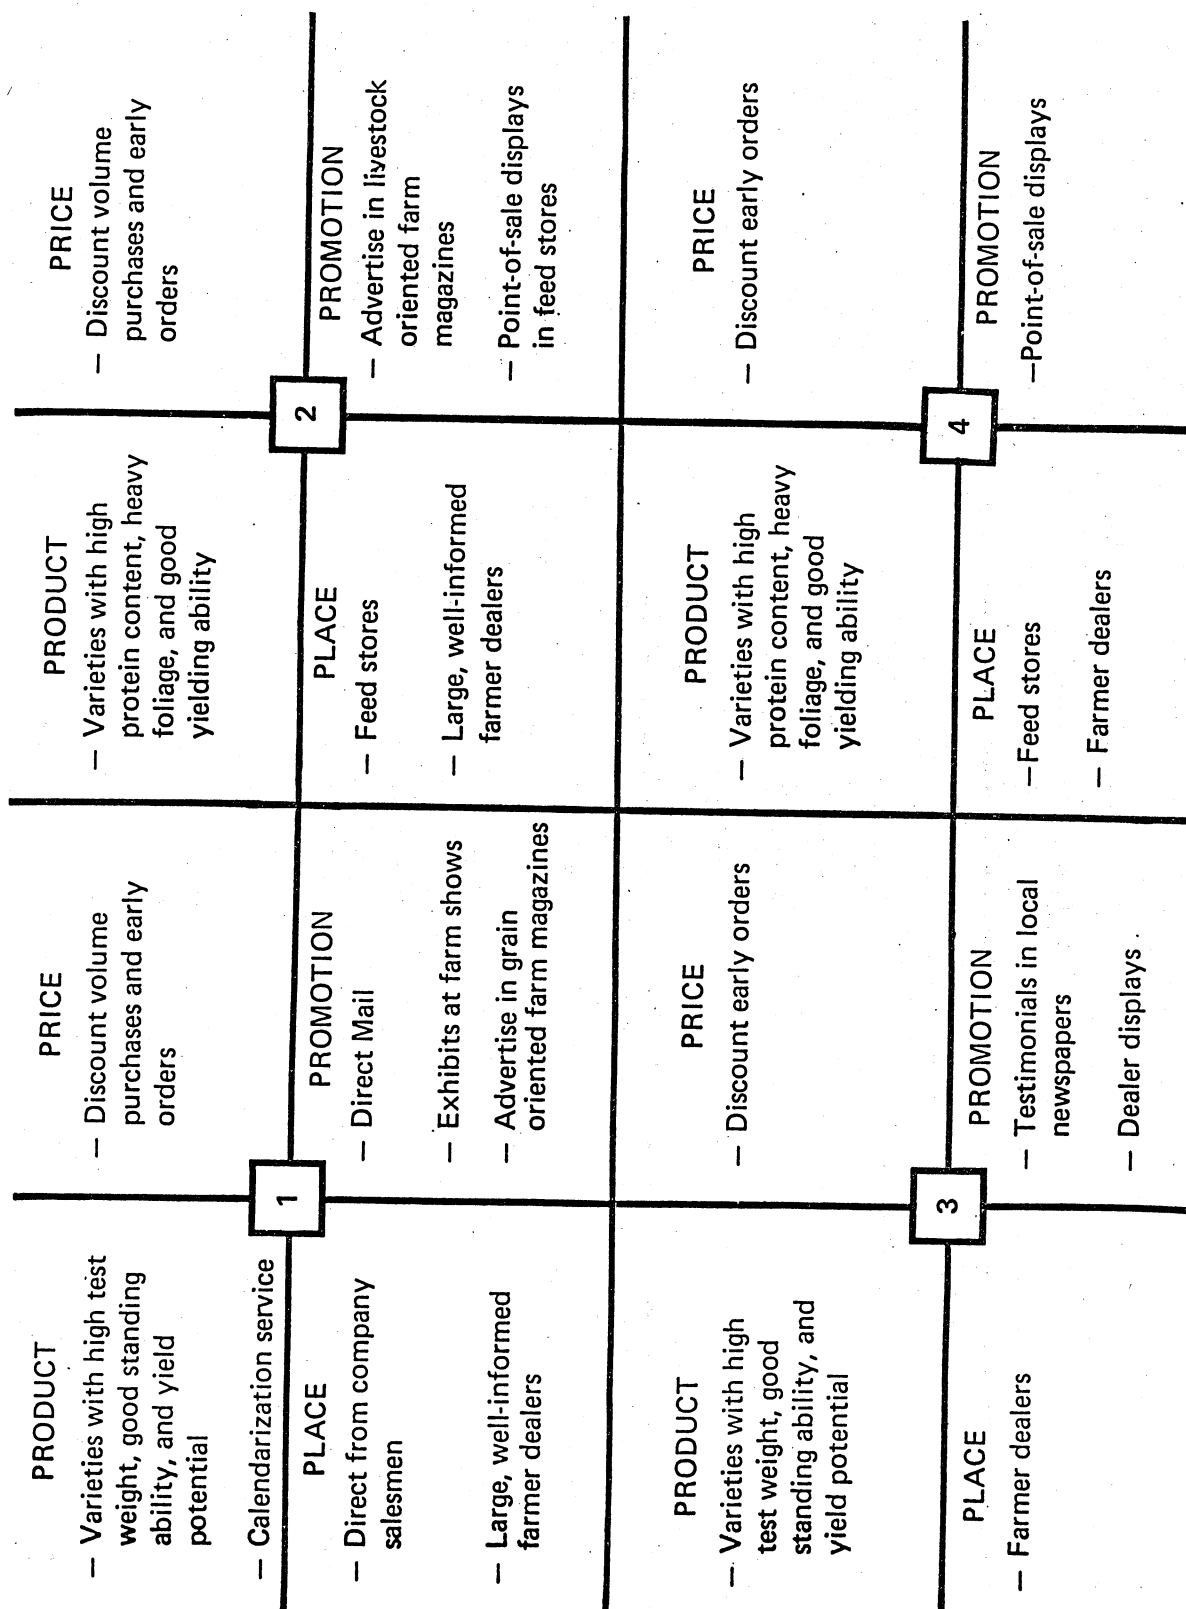 PRODUCT
— Varieties with high test
weight, good standing
ability, and yield
potential
— Calendarization service
PRICE
— Discount volume
purchases and early
orders
1
PLACE
— Direct from company
salesmen
— Large, well-informed
farmer dealers
PROMOTION
— Direct Mail
— Exhibits at farm shows
— Advertise in grain
oriented farm magazines
PRODUCT
— Varieties with high
protein content, heavy
foliage, and good
yielding ability
PRICE
— Discount volume
purchases and early
orders
2
PLACE
— Feed stores
— Large, well-informed
farmer dealers
PROMOTION
— Advertise in livestock
oriented farm
magazines
— Point-of-sale displays
in feed stores
PRODUCT
— Varieties with high
test weight, good
standing ability, and
yield potential
PRICE
— Discount early orders
3
PLACE
— Farmer dealers
PROMOTION
— Testimonials in local
newspapers
— Dealer displays
PRODUCT
— Varieties with high
protein content, heavy
foliage, and good
yielding ability
PRICE
— Discount early orders
4
PLACE
—Feed stores
— Farmer dealers
PROMOTION
—Point-of-sale displays